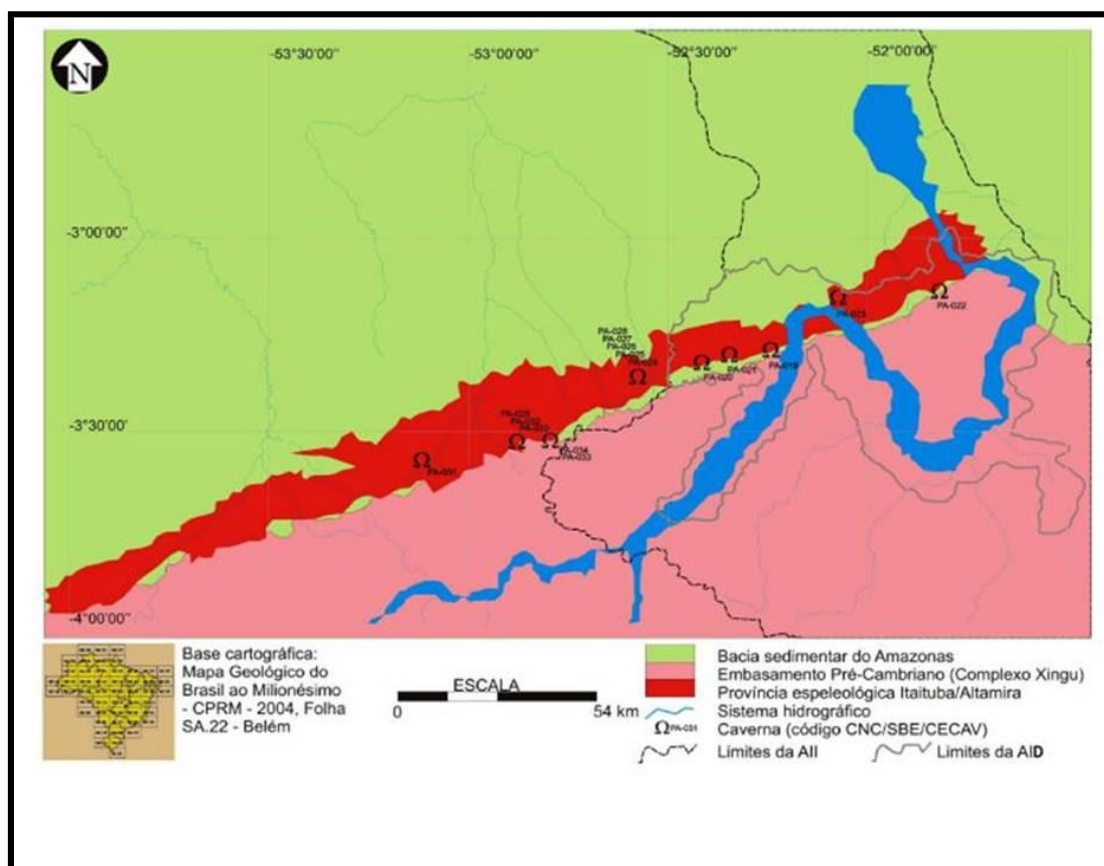 N
-53°30'00''
-53°00'00''
-52°30'00''
-52°00'00''
-3°00'00''
PA-022
PA-028
PA-027
PA-020
PA-019
-3°30'00''
PA-031
PA-034
PA-033
-4°00'00''
Base cartográfica:
Mapa Geológico do
Brasil ao Milionésimo
- CPRM - 2004, Folha
SA.22 - Belém
ESCALA
0 54 km
Bacia sedimentar do Amazonas
Embasamento Pré-Cambriano (Complexo Xingu)
Província espeleológica Itaituba/Altamira
Sistema hidrográfico
Ω PA-031 Caverna (código CNC/SBE/CECAV)
Limites da AII Limites da AID